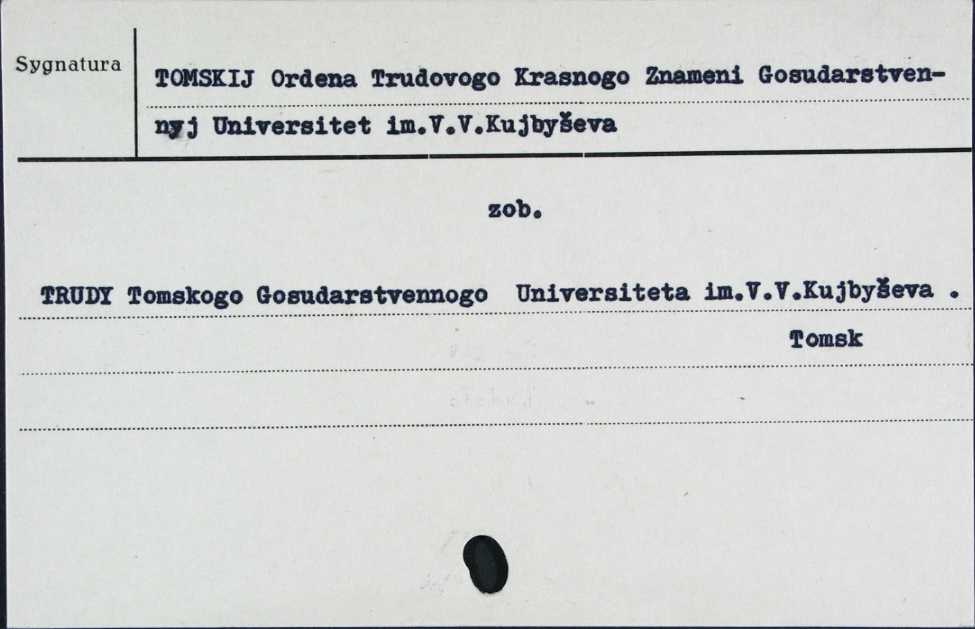 Sygnatura
TOMSKIJ Ordena Trudovogo Krasnogo Znameni Gosudarstven-
nyj Universitet im.V.V.Kujbyševa
zob.
TRUDY Tomskogo Gosudarstvennogo Universiteta im.V.V.Kujbyševa .
Tomsk